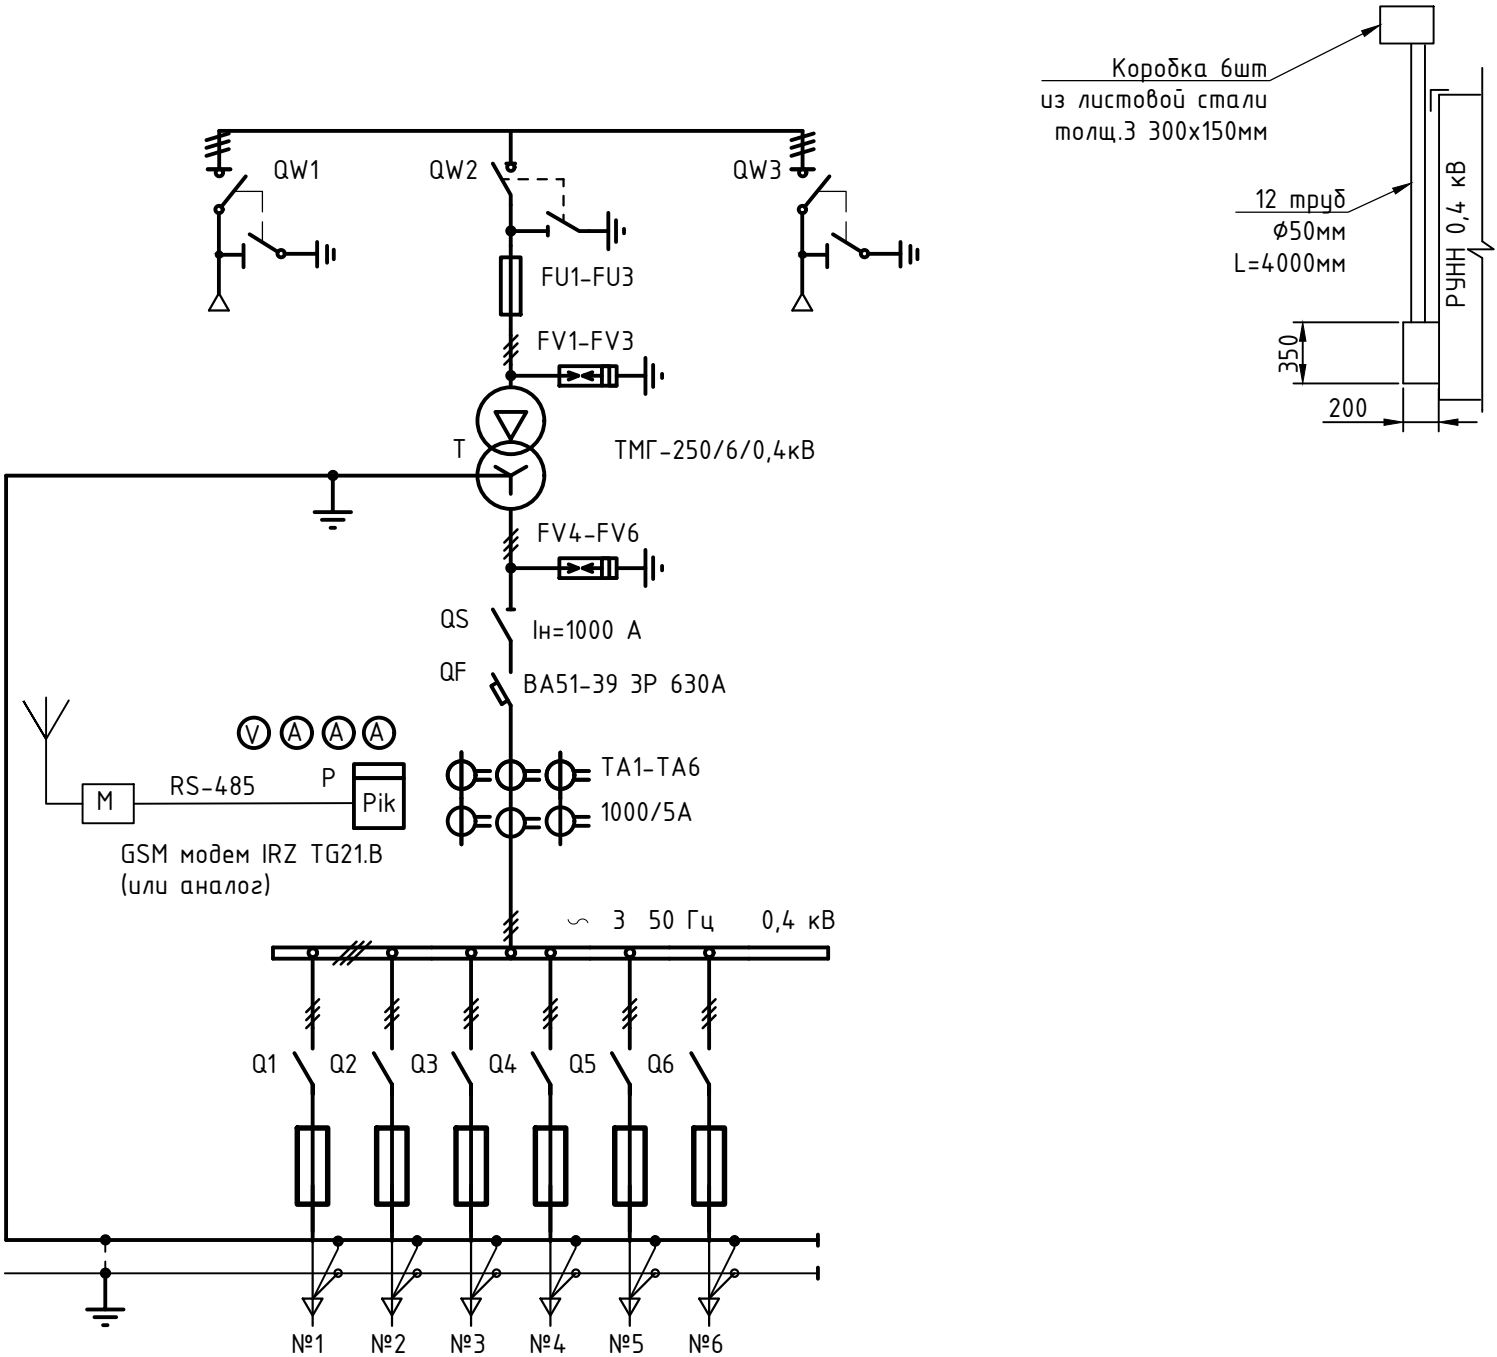 Коробка 6шт
из листовой стали
толщ.3 300х150мм
QW1
QW2
QW3
12 труб
Ф50мм
L=4000мм
РУНН 0,4 кВ
FU1-FU3
FV1-FV3
350
200
T
ТМГ-250/6/0,4кВ
FV4-FV6
QS
Iн=1000 А
QF
ВА51-39 3Р 630А
V
A
A
A
TA1-TA6
P
RS-485
M
Pik
1000/5А
GSM модем IRZ TG21.B
(или аналог)
~ 3 50 Гц 0,4 кВ
Q1
Q2
Q3
Q4
Q5
Q6
№1
№2
№3
№4
№5
№6